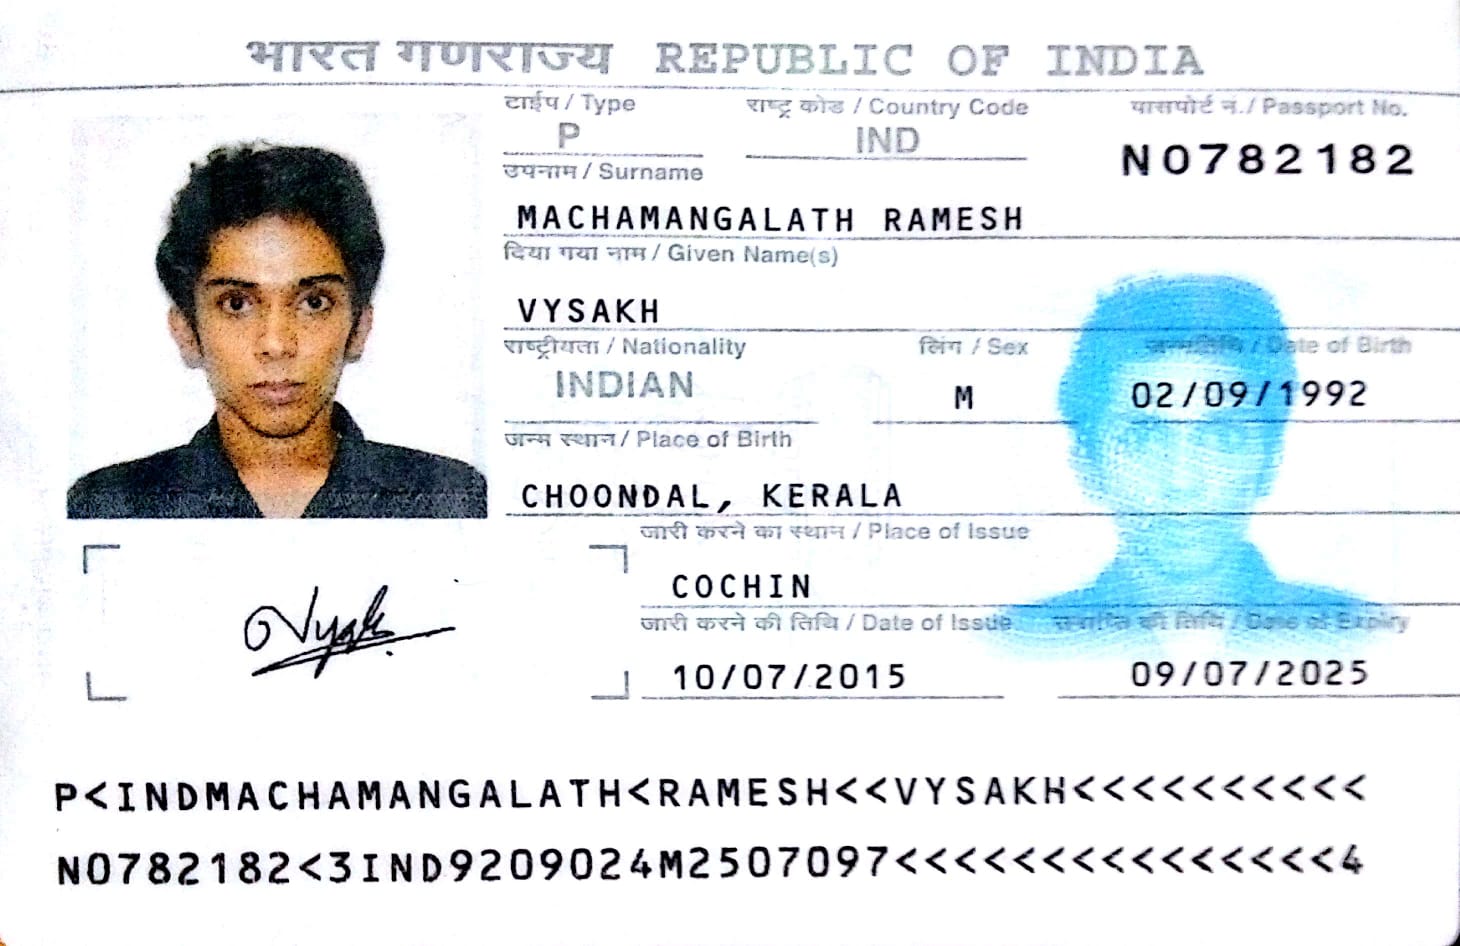 भारत गणराज्य REPUBLIC OF INDIA
टाईप / Type राष्ट्र कोड / Country Code पासपोर्ट नं. / Passport No.
P IND N0782182
उपनाम / Surname
MACHAMANGALATH RAMESH
दिया गया नाम / Given Name(s)
VYSAKH
राष्ट्रीयता / Nationality लिंग / Sex जन्मतिथि / Date of Birth
INDIAN M 02/09/1992
जन्म स्थान / Place of Birth
CHOONDAL, KERALA
जारी करने का स्थान / Place of Issue
COCHIN
जारी करने की तिथि / Date of Issue समाप्ति की तिथि / Date of Expiry
10/07/2015 09/07/2025
Vysakh
P<INDMACHAMANGALATH<RAMESH<<VYSAKH<<<<<<<<<<
N0782182<3IND9209024M2507097<<<<<<<<<<<<<<<4